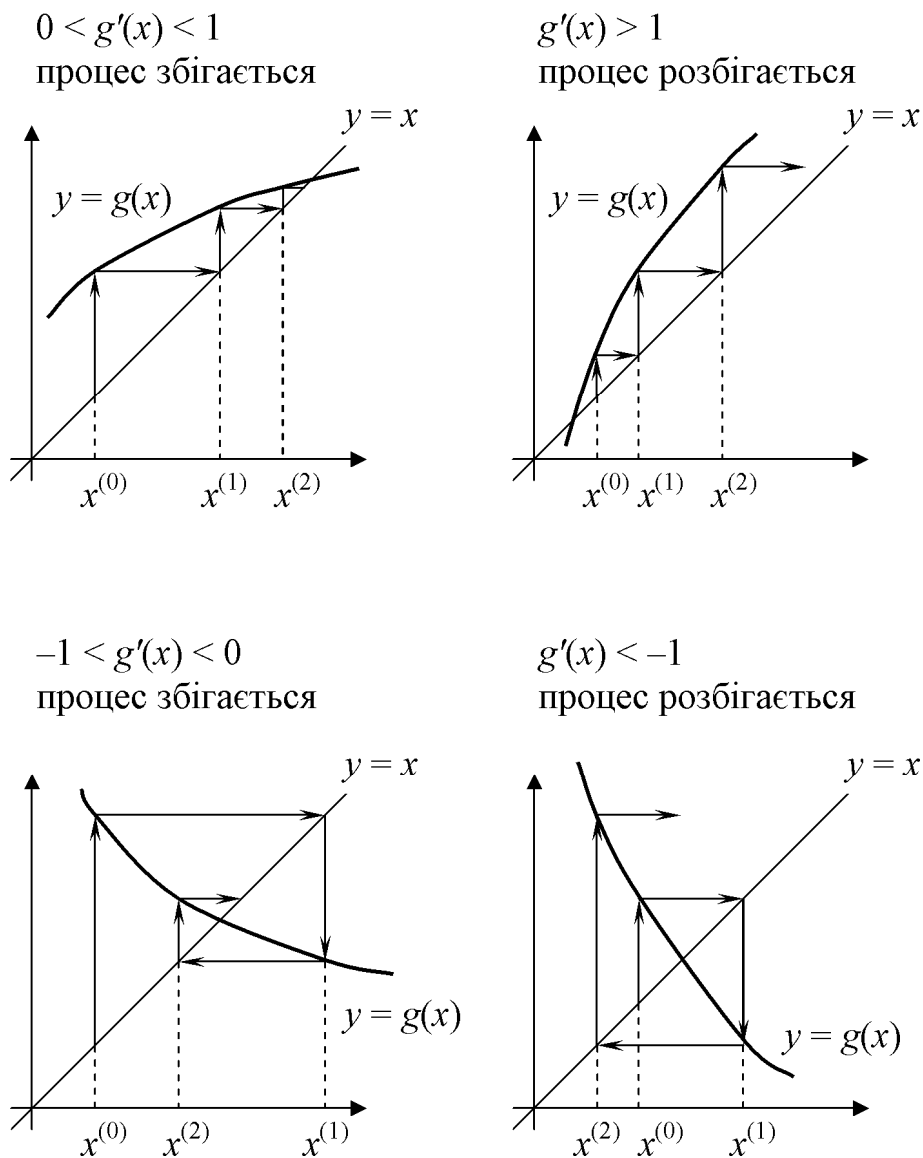 0 < g′(x) < 1
процес збігається
y = x
y = g(x)
x⁽⁰⁾ x⁽¹⁾ x⁽²⁾
g′(x) > 1
процес розбігається
y = x
y = g(x)
x⁽⁰⁾ x⁽¹⁾ x⁽²⁾
–1 < g′(x) < 0
процес збігається
y = x
y = g(x)
x⁽⁰⁾ x⁽²⁾ x⁽¹⁾
g′(x) < –1
процес розбігається
y = x
y = g(x)
x⁽²⁾ x⁽⁰⁾ x⁽¹⁾